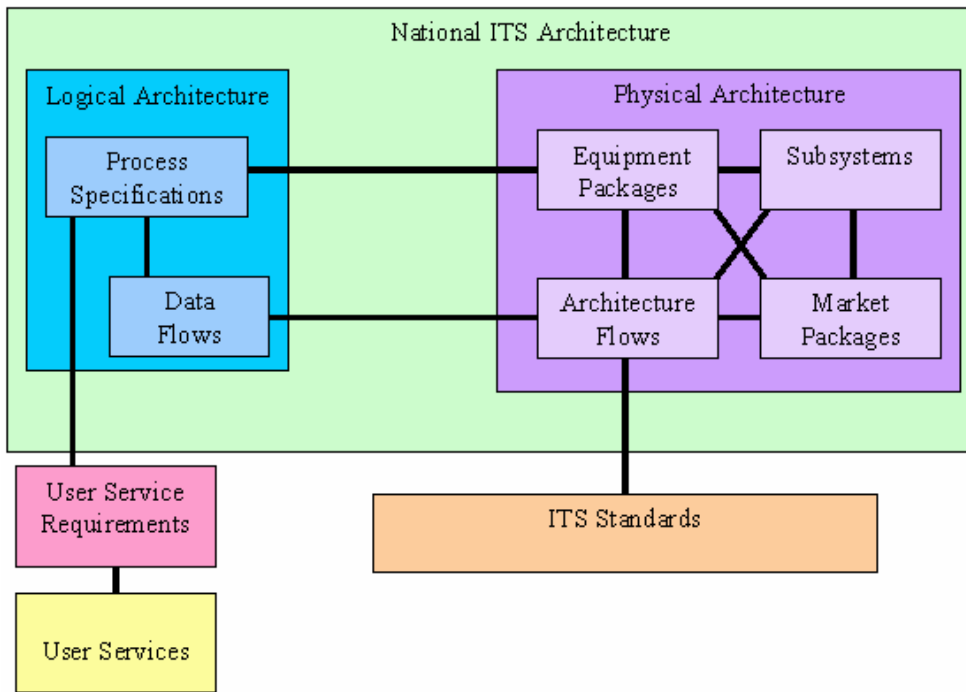 National ITS Architecture
Logical Architecture
Process
Specifications
Data
Flows
Physical Architecture
Equipment
Packages
Subsystems
Architecture
Flows
Market
Packages
User Service
Requirements
ITS Standards
User Services